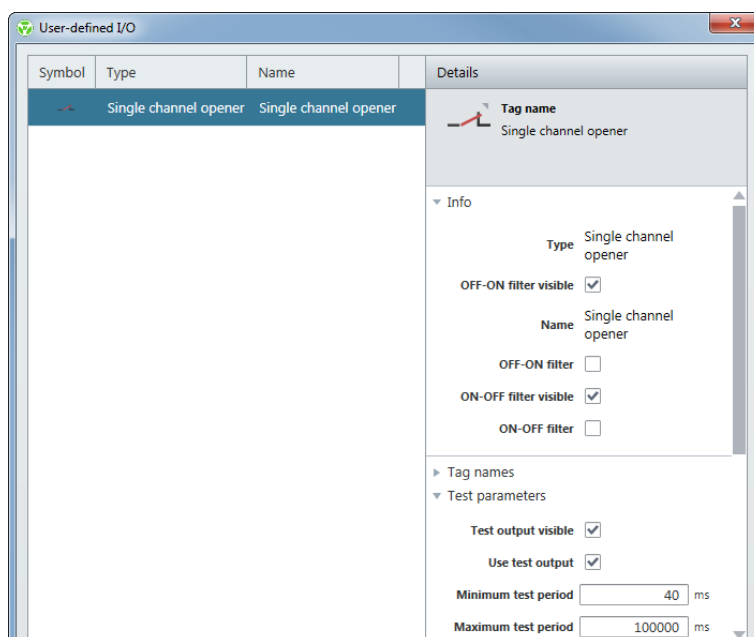 User-defined I/O
Symbol Type Name
Single channel opener Single channel opener
Details
Tag name
Single channel opener
Info
Type Single channel
opener
OFF-ON filter visible
Name Single channel
opener
OFF-ON filter
ON-OFF filter visible
ON-OFF filter
Tag names
Test parameters
Test output visible
Use test output
Minimum test period 40 ms
Maximum test period 100000 ms